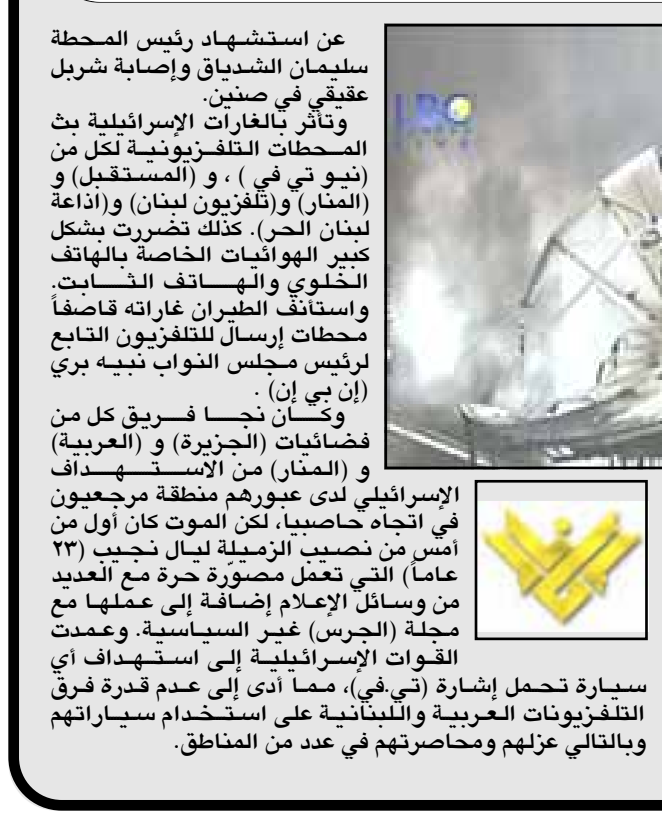 عن استشهاد رئيس المحطة
سليمان الشدياق وإصابة شربل
عقيقي في صنين.
وتأثر بالغارات الإسرائيلية بث
المحطات التلفزيونية لكل من
(نيو تي في ) ، و (المستقبل) و
(المنار) و(تلفزيون لبنان) و(اذاعة
لبنان الحر). كذلك تضررت بشكل
كبير الهوائيات الخاصة بالهاتف
الخلوي والهاتف الثابت.
واستأنف الطيران غاراته قاصفاً
محطات إرسال للتلفزيون التابع
لرئيس مجلس النواب نبيه بري
(إن بي إن) .
وكان نجا فريق كل من
فضائيات (الجزيرة) و (العربية)
و (المنار) من الاستهداف
الإسرائيلي لدى عبورهم منطقة مرجعيون
في اتجاه حاصبيا، لكن الموت كان أول من
أمس من نصيب الزميلة ليال نجيب (٢٣
عاماً) التي تعمل مصوّرة حرة مع العديد
من وسائل الإعلام إضافة إلى عملها مع
مجلة (الجرس) غير السياسية. وعمدت
القوات الإسرائيلية إلى استهداف أي
سيارة تحمل إشارة (تي.في)، مما أدى إلى عدم قدرة فرق
التلفزيونات العربية واللبنانية على استخدام سياراتهم
وبالتالي عزلهم ومحاصرتهم في عدد من المناطق.